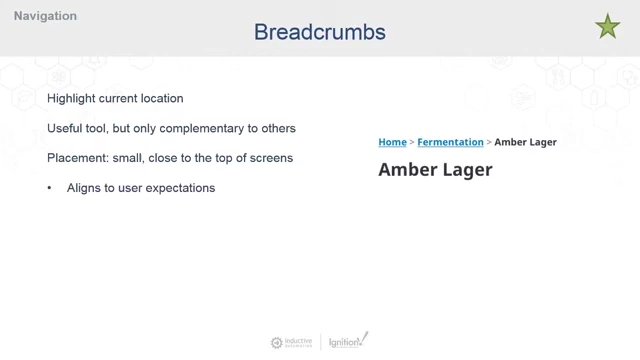 Navigation
Breadcrumbs
Highlight current location
Useful tool, but only complementary to others
Placement: small, close to the top of screens
• Aligns to user expectations
Home > Fermentation > Amber Lager
Amber Lager
inductive automation | Ignition